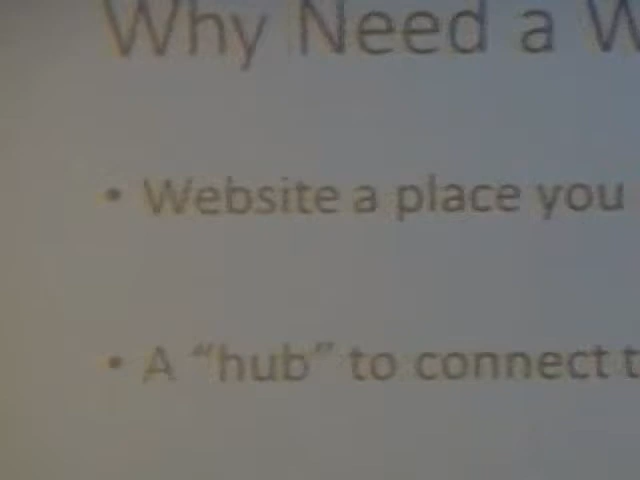 Why Need a W
• Website a place you
• A “hub” to connect t